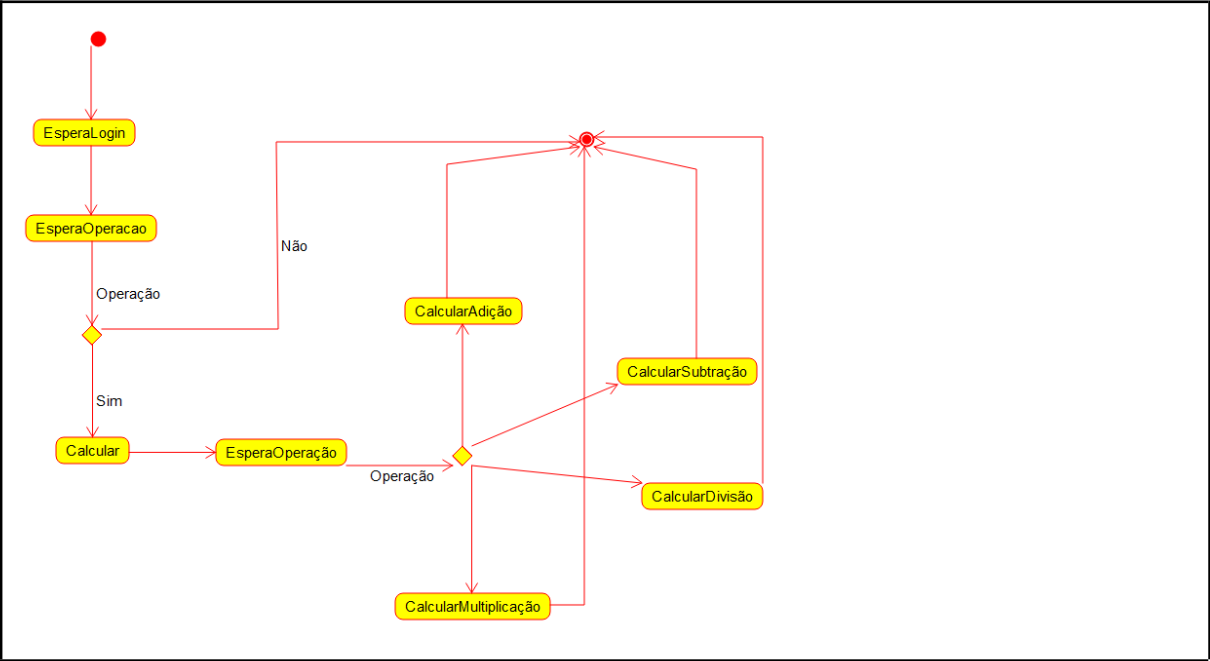 EsperaLogin
EsperaOperacao
Não
Operação
CalcularAdição
CalcularSubtração
Sim
Calcular
EsperaOperação
Operação
CalcularDivisão
CalcularMultiplicação